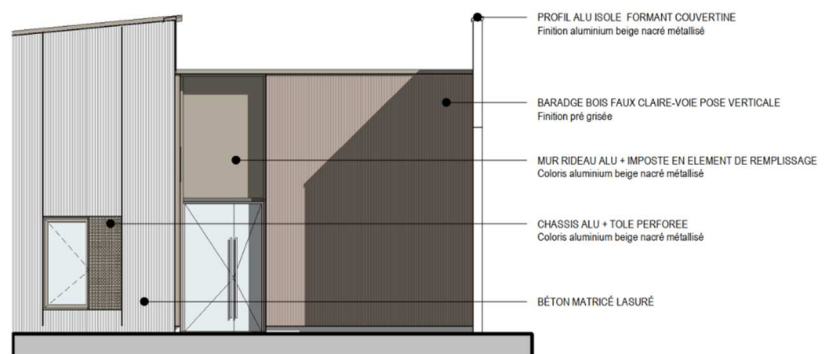 PROFIL ALU ISOLE FORMANT COUVERTINE
Finition aluminium beige nacré métallisé
BARADGE BOIS FAUX CLAIRE-VOIE POSE VERTICALE
Finition pré grisée
MUR RIDEAU ALU + IMPOSTE EN ELEMENT DE REMPLISSAGE
Coloris aluminium beige nacré métallisé
CHASSIS ALU + TOLE PERFOREE
Coloris aluminium beige nacré métallisé
BÉTON MATRICÉ LASURÉ